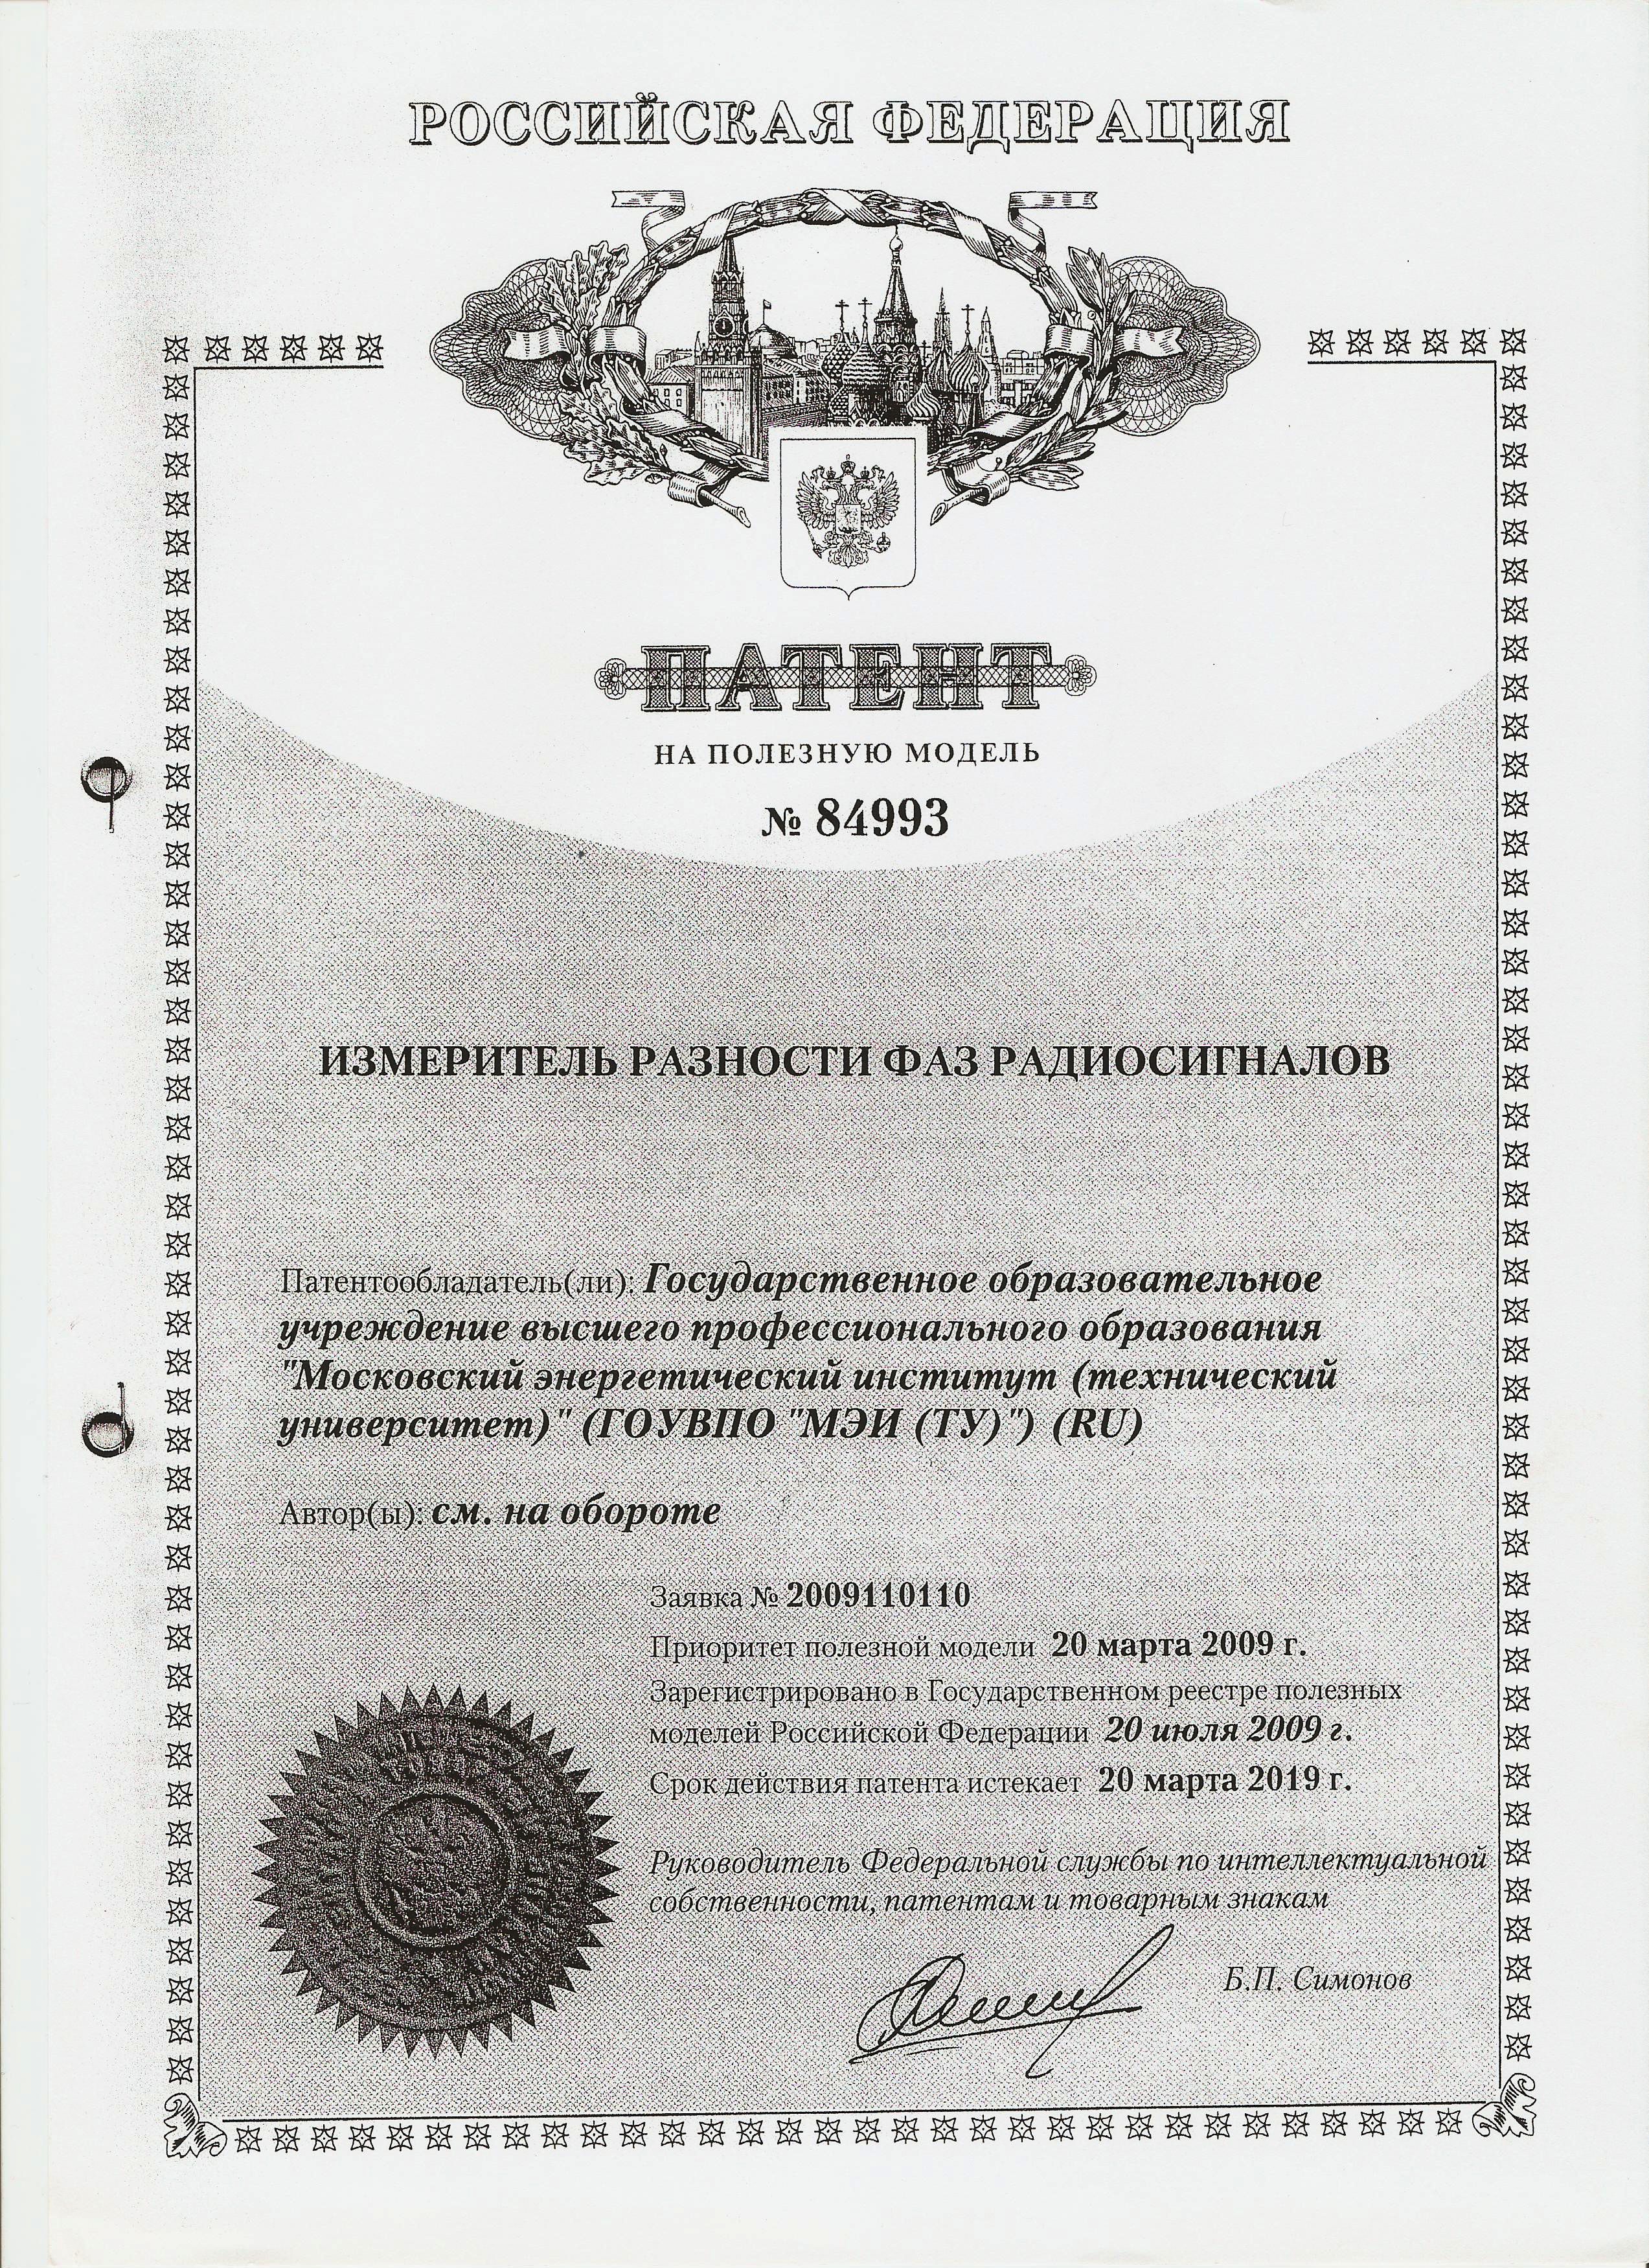 РОССИЙСКАЯ ФЕДЕРАЦИЯ
ПАТЕНТ
НА ПОЛЕЗНУЮ МОДЕЛЬ
№ 84993
ИЗМЕРИТЕЛЬ РАЗНОСТИ ФАЗ РАДИОСИГНАЛОВ
Патентообладатель(ли): Государственное образовательное
учреждение высшего профессионального образования
"Московский энергетический институт (технический
университет)" (ГОУВПО "МЭИ (ТУ)") (RU)
Автор(ы): см. на обороте
Заявка № 2009110110
Приоритет полезной модели 20 марта 2009 г.
Зарегистрировано в Государственном реестре полезных
моделей Российской Федерации 20 июля 2009 г.
Срок действия патента истекает 20 марта 2019 г.
Руководитель Федеральной службы по интеллектуальной
собственности, патентам и товарным знакам
Б.П. Симонов